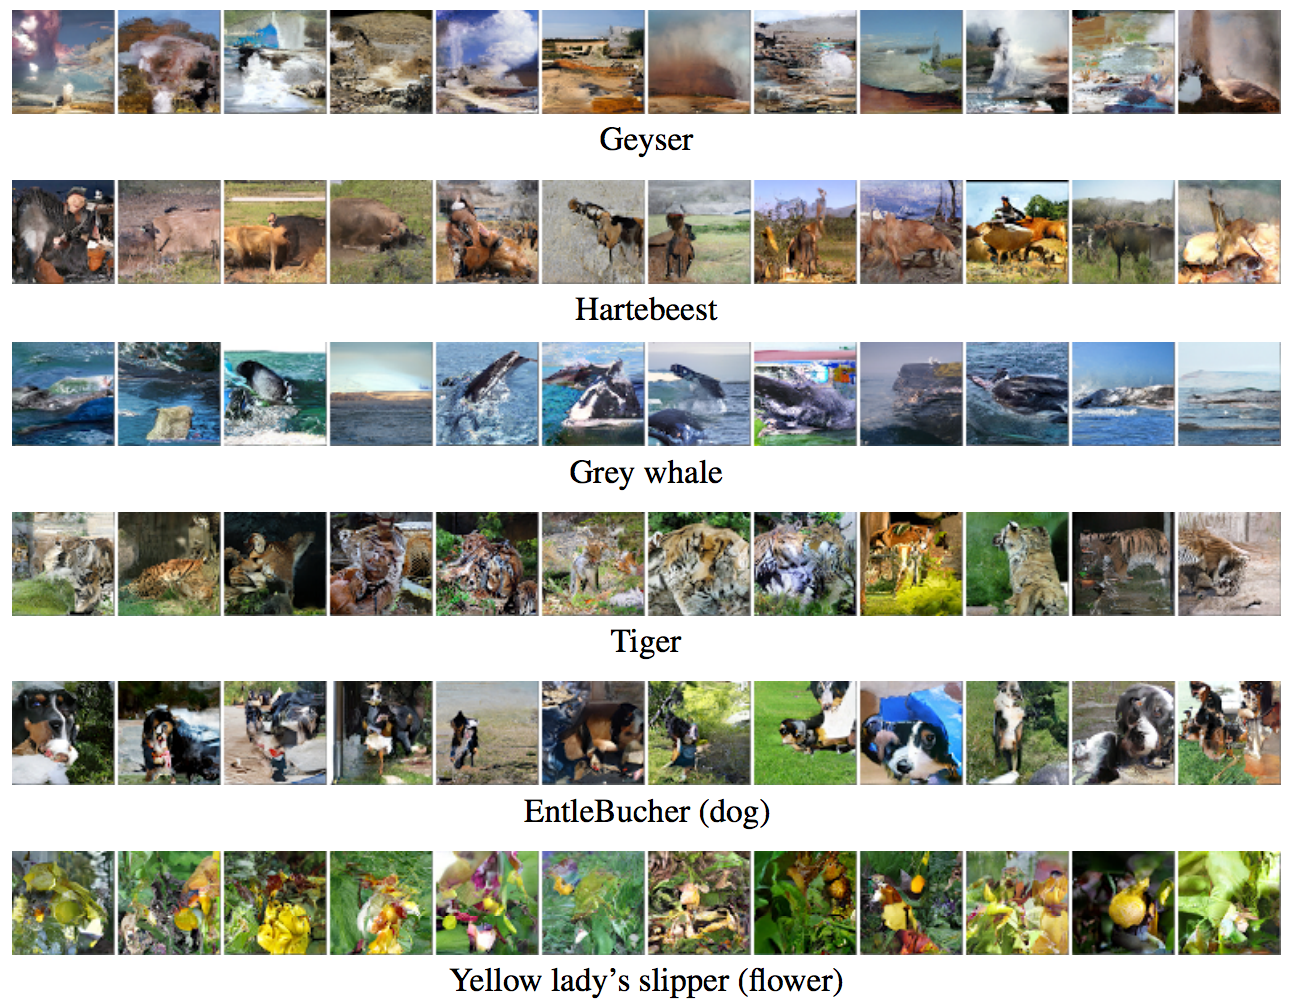 Geyser
Hartebeest
Grey whale
Tiger
EntleBucher (dog)
Yellow lady’s slipper (flower)